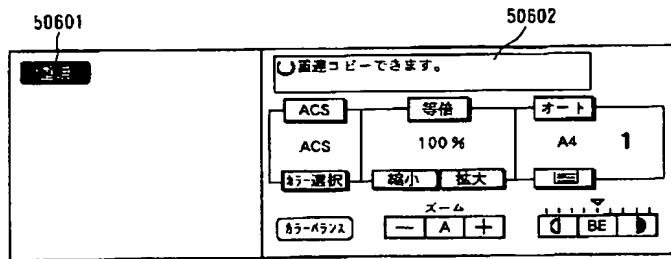 50601
50602
重連コピーできます。
ACS
等倍
オート
ACS
100%
A4
1
カラー選択
縮小
拡大
ズーム
カラーバランス
− A +
BE